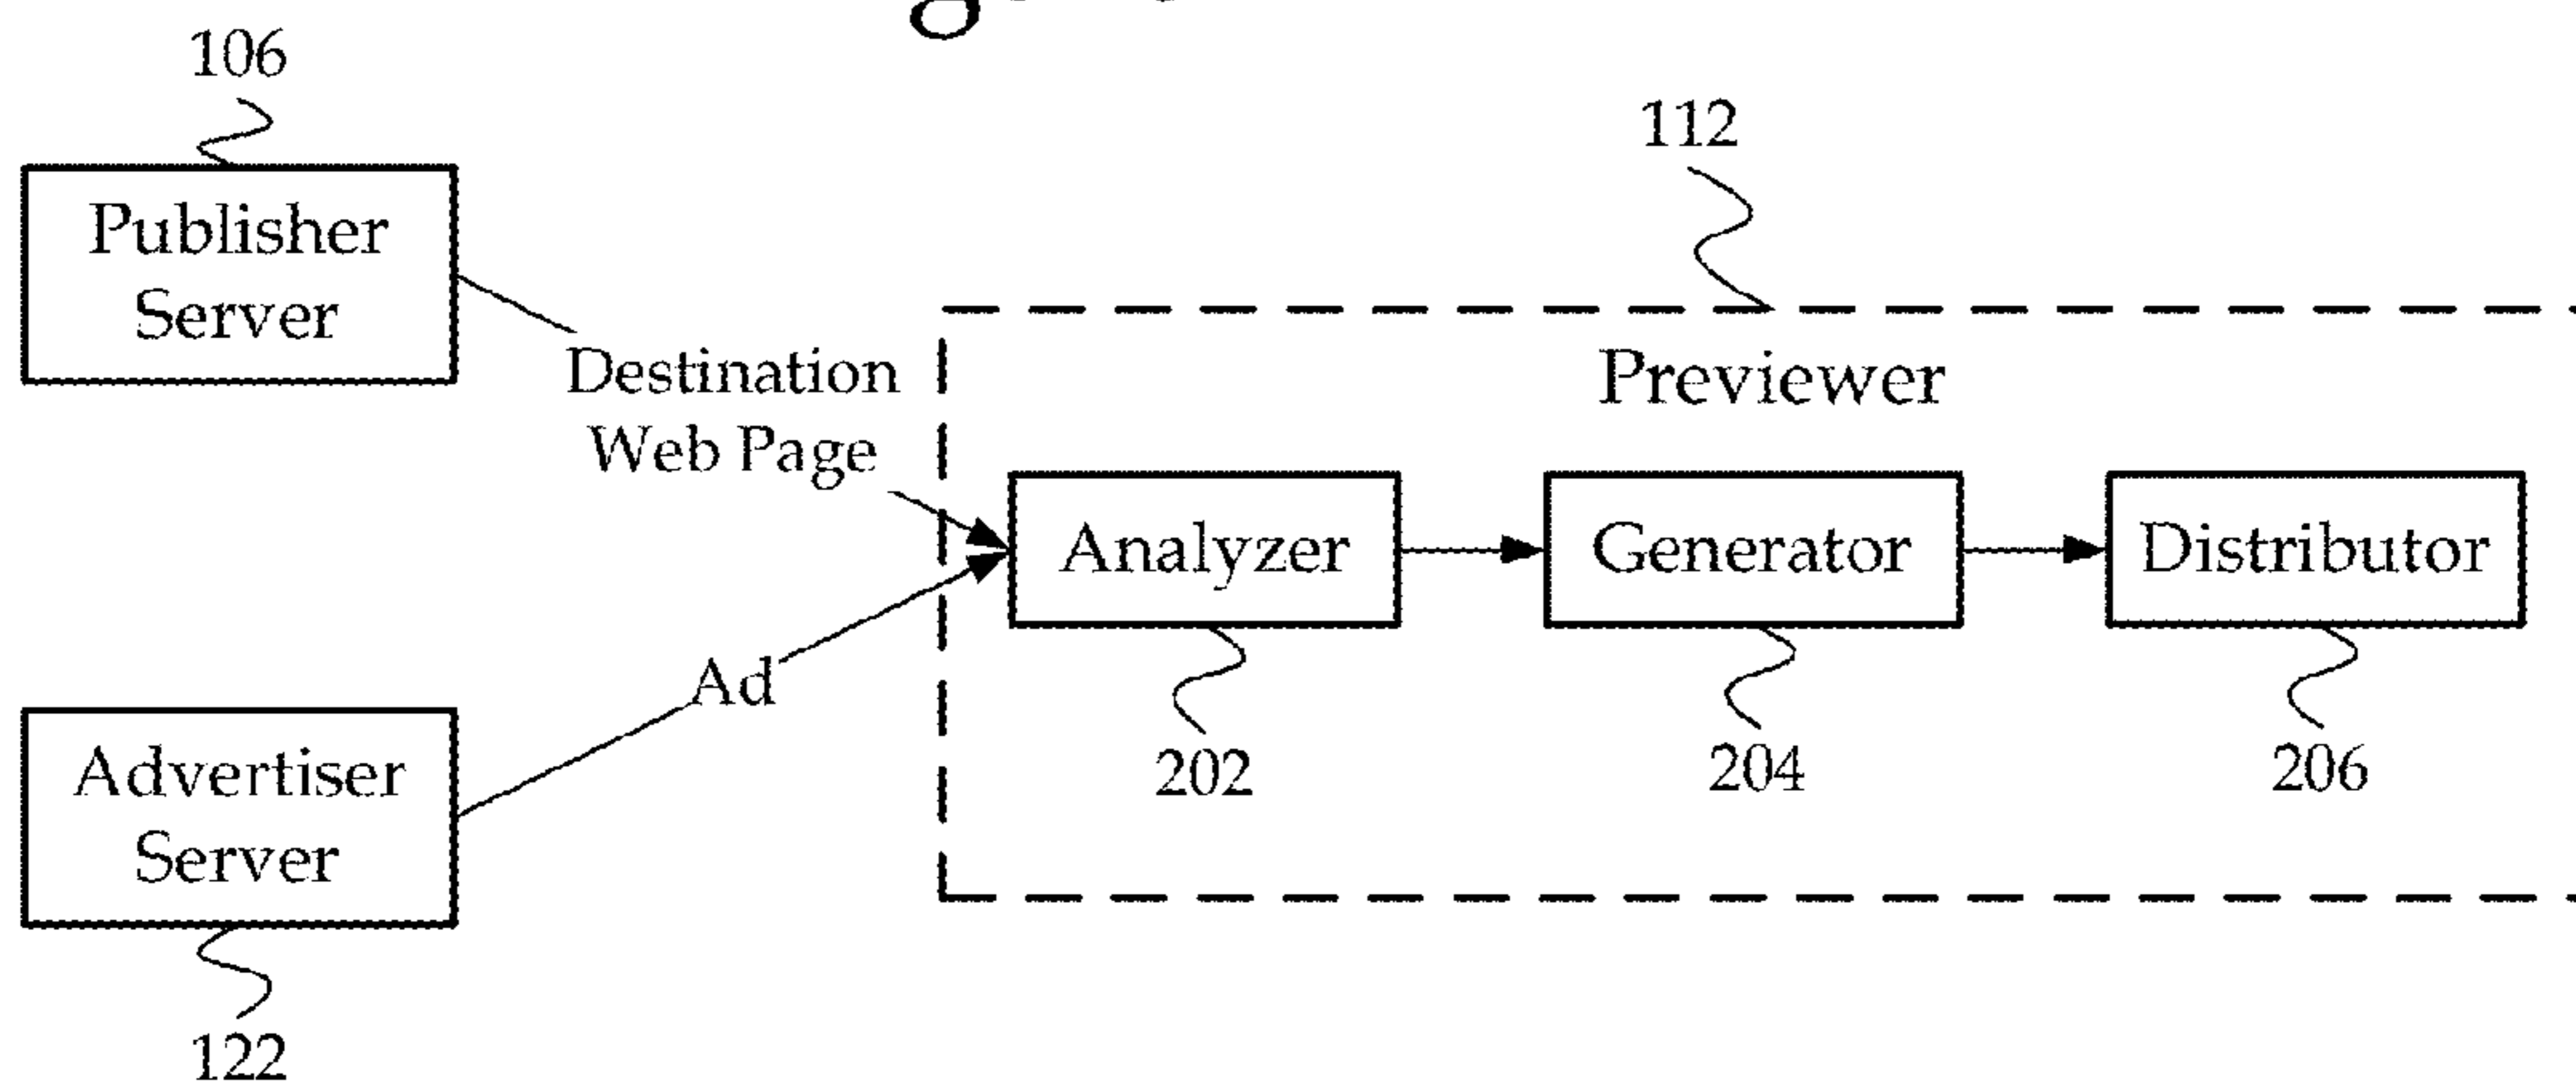 106
Publisher
Server
112
Destination
Web Page
Previewer
Analyzer
Generator
Distributor
Ad
202
204
206
Advertiser
Server
122